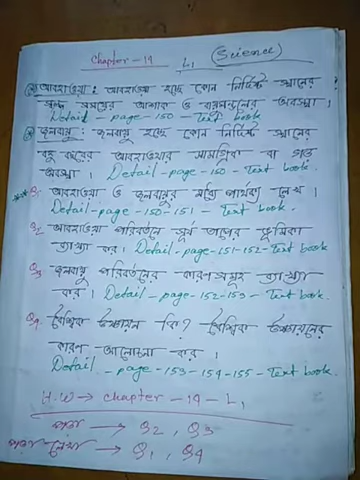 Chapter-14 L₁ (Science)
আবহাওয়া : আবহাওয়া হচ্ছে কোন নির্দিষ্ট স্থানের
স্বল্প সময়ের আকাশ ও বায়ুমন্ডলের অবস্থা।
Detail-page-150-Text book.
জলবায়ু : জলবায়ু হচ্ছে কোন নির্দিষ্ট স্থানের
বহু বছরের আবহাওয়ার সামগ্রিক বা গড়
অবস্থা। Detail-page-150-Text book.
Q₁ আবহাওয়া ও জলবায়ুর মধ্যে পার্থক্য লেখ।
Detail-page-150-151-Text book.
Q₂ আবহাওয়া পরিবর্তনে সূর্য তাপের ভূমিকা
ব্যাখ্যা কর। Detail-page-151-152-Text book
Q₃ জলবায়ু পরিবর্তনের কারণসমূহ ব্যাখ্যা
কর। Detail-page-152-153-Text book.
Q₄ বৈশ্বিক উষ্ণায়ন কি? বৈশ্বিক উষ্ণায়নের
কারণ আলোচনা কর।
Detail-page-153-154-155-Text book.
H.W → Chapter-14-L₁
পড়া → Q₂, Q₃
পড়া লেখা → Q₁, Q₄